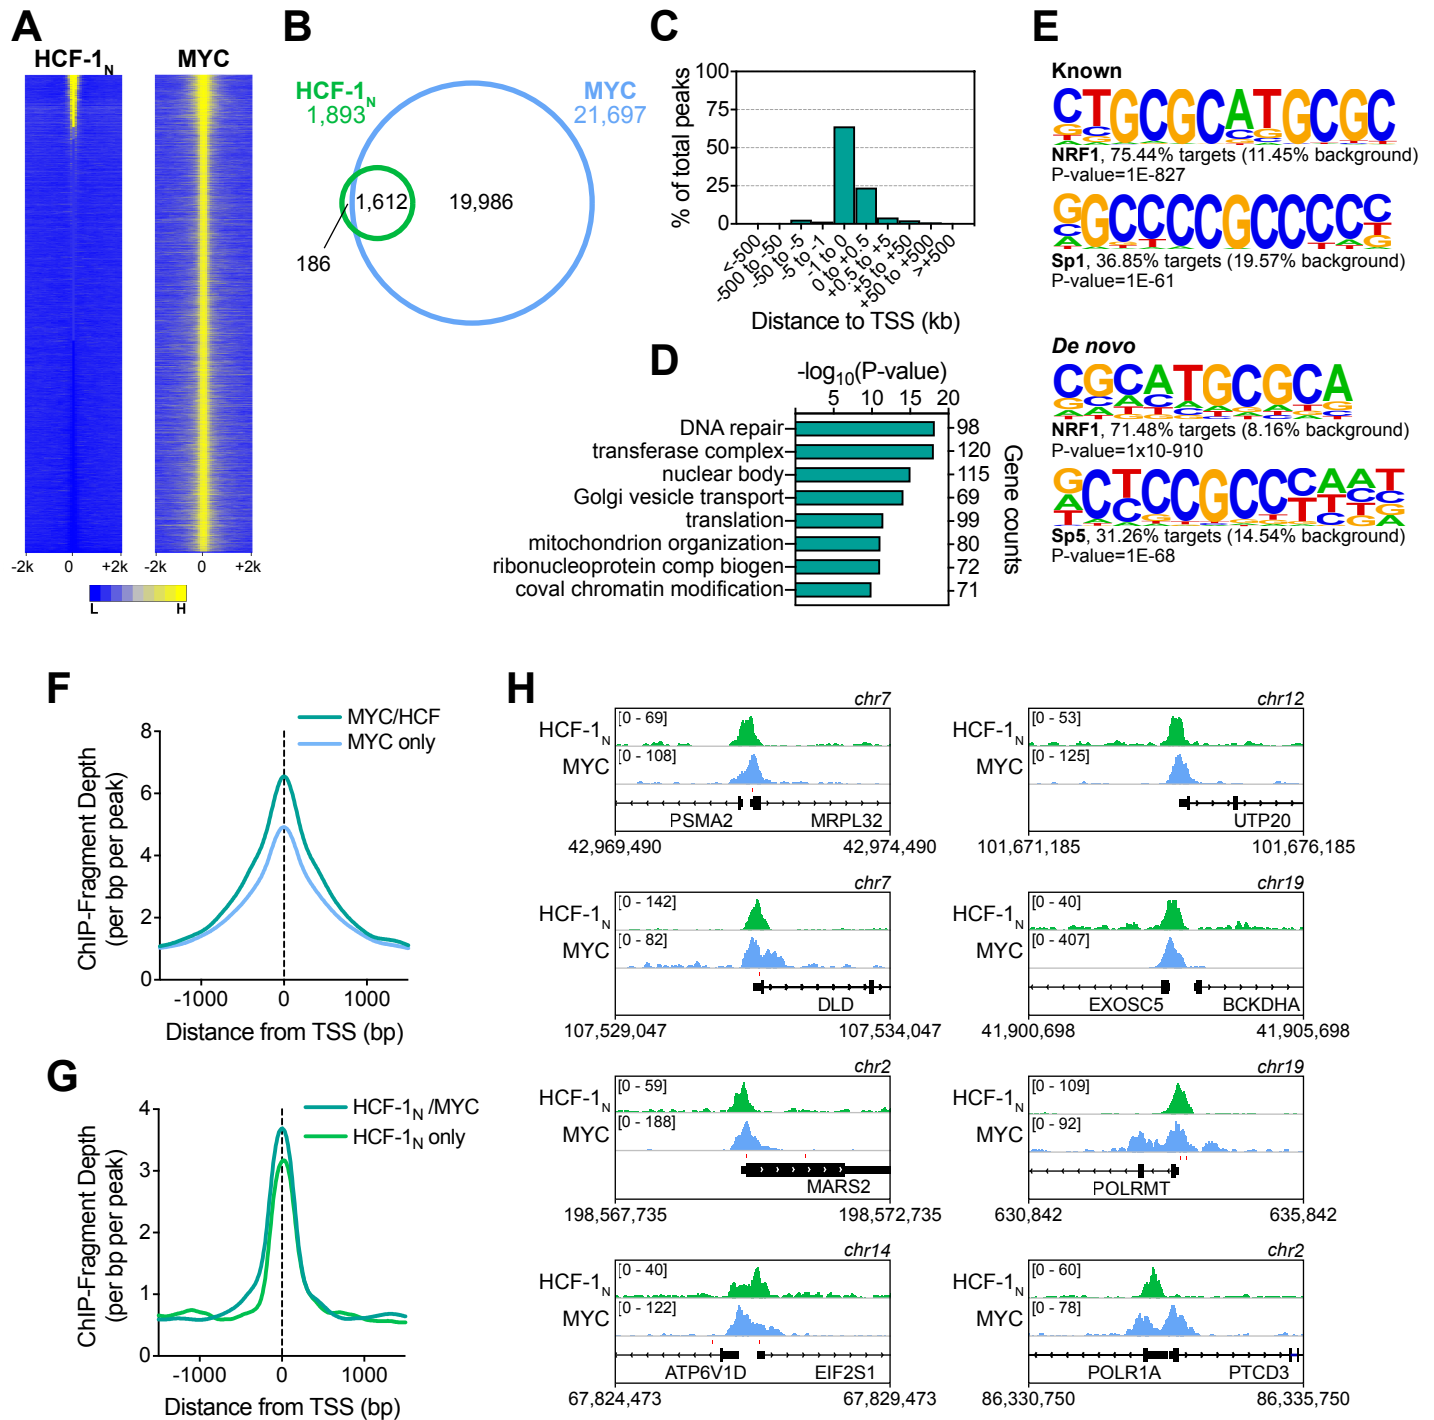 A
HCF-1N
MYC
-2k 0 +2k
-2k 0 +2k
L H
B
HCF-1N
1,893
MYC
21,697
1,612
19,986
186
C
% of total peaks
100
75
50
25
0
<-500
-500 to -50
-50 to -5
-5 to -1
-1 to 0
0 to +0.5
+0.5 to +5
+5 to +50
+50 to +500
>+500
Distance to TSS (kb)
D
-log10(P-value)
5 10 15 20
DNA repair 98
transferase complex 120
nuclear body 115
Golgi vesicle transport 69
translation 99
mitochondrion organization 80
ribonucleoprotein comp biogen 72
coval chromatin modification 71
Gene counts
E
Known
CTGCGCATGCGC
NRF1, 75.44% targets (11.45% background)
P-value=1E-827
GGCCCCGCCCCC
Sp1, 36.85% targets (19.57% background)
P-value=1E-61
De novo
CGCATGCGCA
NRF1, 71.48% targets (8.16% background)
P-value=1x10-910
GCTCCGCCCAAT
Sp5, 31.26% targets (14.54% background)
P-value=1E-68
F
MYC/HCF
MYC only
ChIP-Fragment Depth
(per bp per peak)
8
6
4
2
0
-1000 0 1000
Distance from TSS (bp)
G
HCF-1N/MYC
HCF-1N only
ChIP-Fragment Depth
(per bp per peak)
4
3
2
1
0
-1000 0 1000
Distance from TSS (bp)
H
chr7
HCF-1N [0 - 69]
MYC [0 - 108]
PSMA2 MRPL32
42,969,490 42,974,490
chr12
HCF-1N [0 - 53]
MYC [0 - 125]
UTP20
101,671,185 101,676,185
chr7
HCF-1N [0 - 142]
MYC [0 - 82]
DLD
107,529,047 107,534,047
chr19
HCF-1N [0 - 40]
MYC [0 - 407]
EXOSC5 BCKDHA
41,900,698 41,905,698
chr2
HCF-1N [0 - 59]
MYC [0 - 188]
MARS2
198,567,735 198,572,735
chr19
HCF-1N [0 - 109]
MYC [0 - 92]
POLRMT
630,842 635,842
chr14
HCF-1N [0 - 40]
MYC [0 - 122]
ATP6V1D EIF2S1
67,824,473 67,829,473
chr2
HCF-1N [0 - 60]
MYC [0 - 78]
POLR1A PTCD3
86,330,750 86,335,750